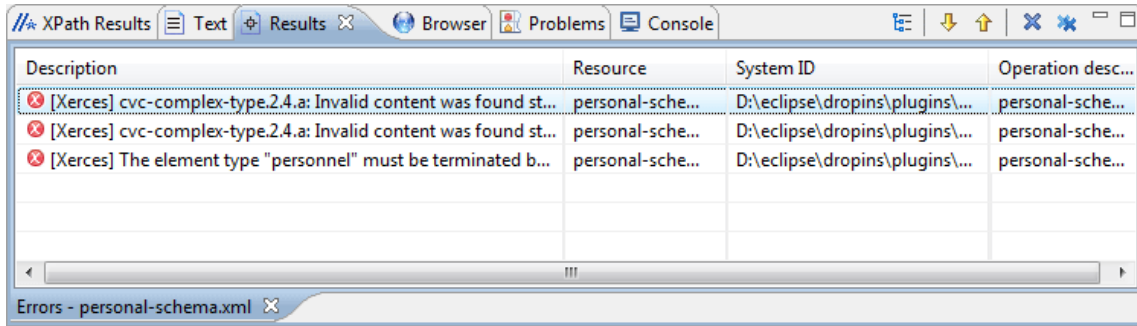 XPath Results Text Results Browser Problems Console
Description Resource System ID Operation desc...
[Xerces] cvc-complex-type.2.4.a: Invalid content was found st... personal-sche... D:\eclipse\dropins\plugins\... personal-sche...
[Xerces] cvc-complex-type.2.4.a: Invalid content was found st... personal-sche... D:\eclipse\dropins\plugins\... personal-sche...
[Xerces] The element type "personnel" must be terminated b... personal-sche... D:\eclipse\dropins\plugins\... personal-sche...
Errors - personal-schema.xml